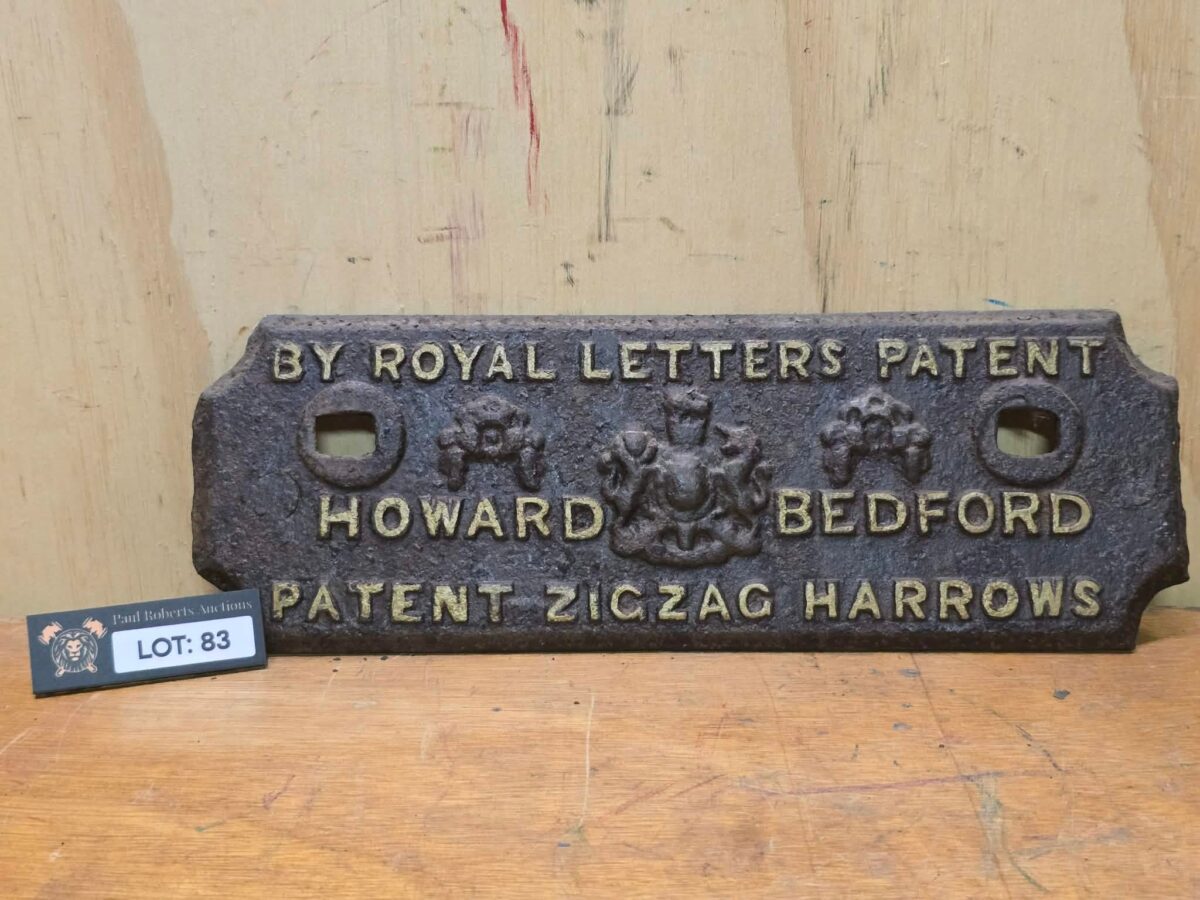 BY ROYAL LETTERS PATENT
HOWARD BEDFORD
PATENT ZIGZAG HARROWS
Paul Roberts Auctions
LOT: 83